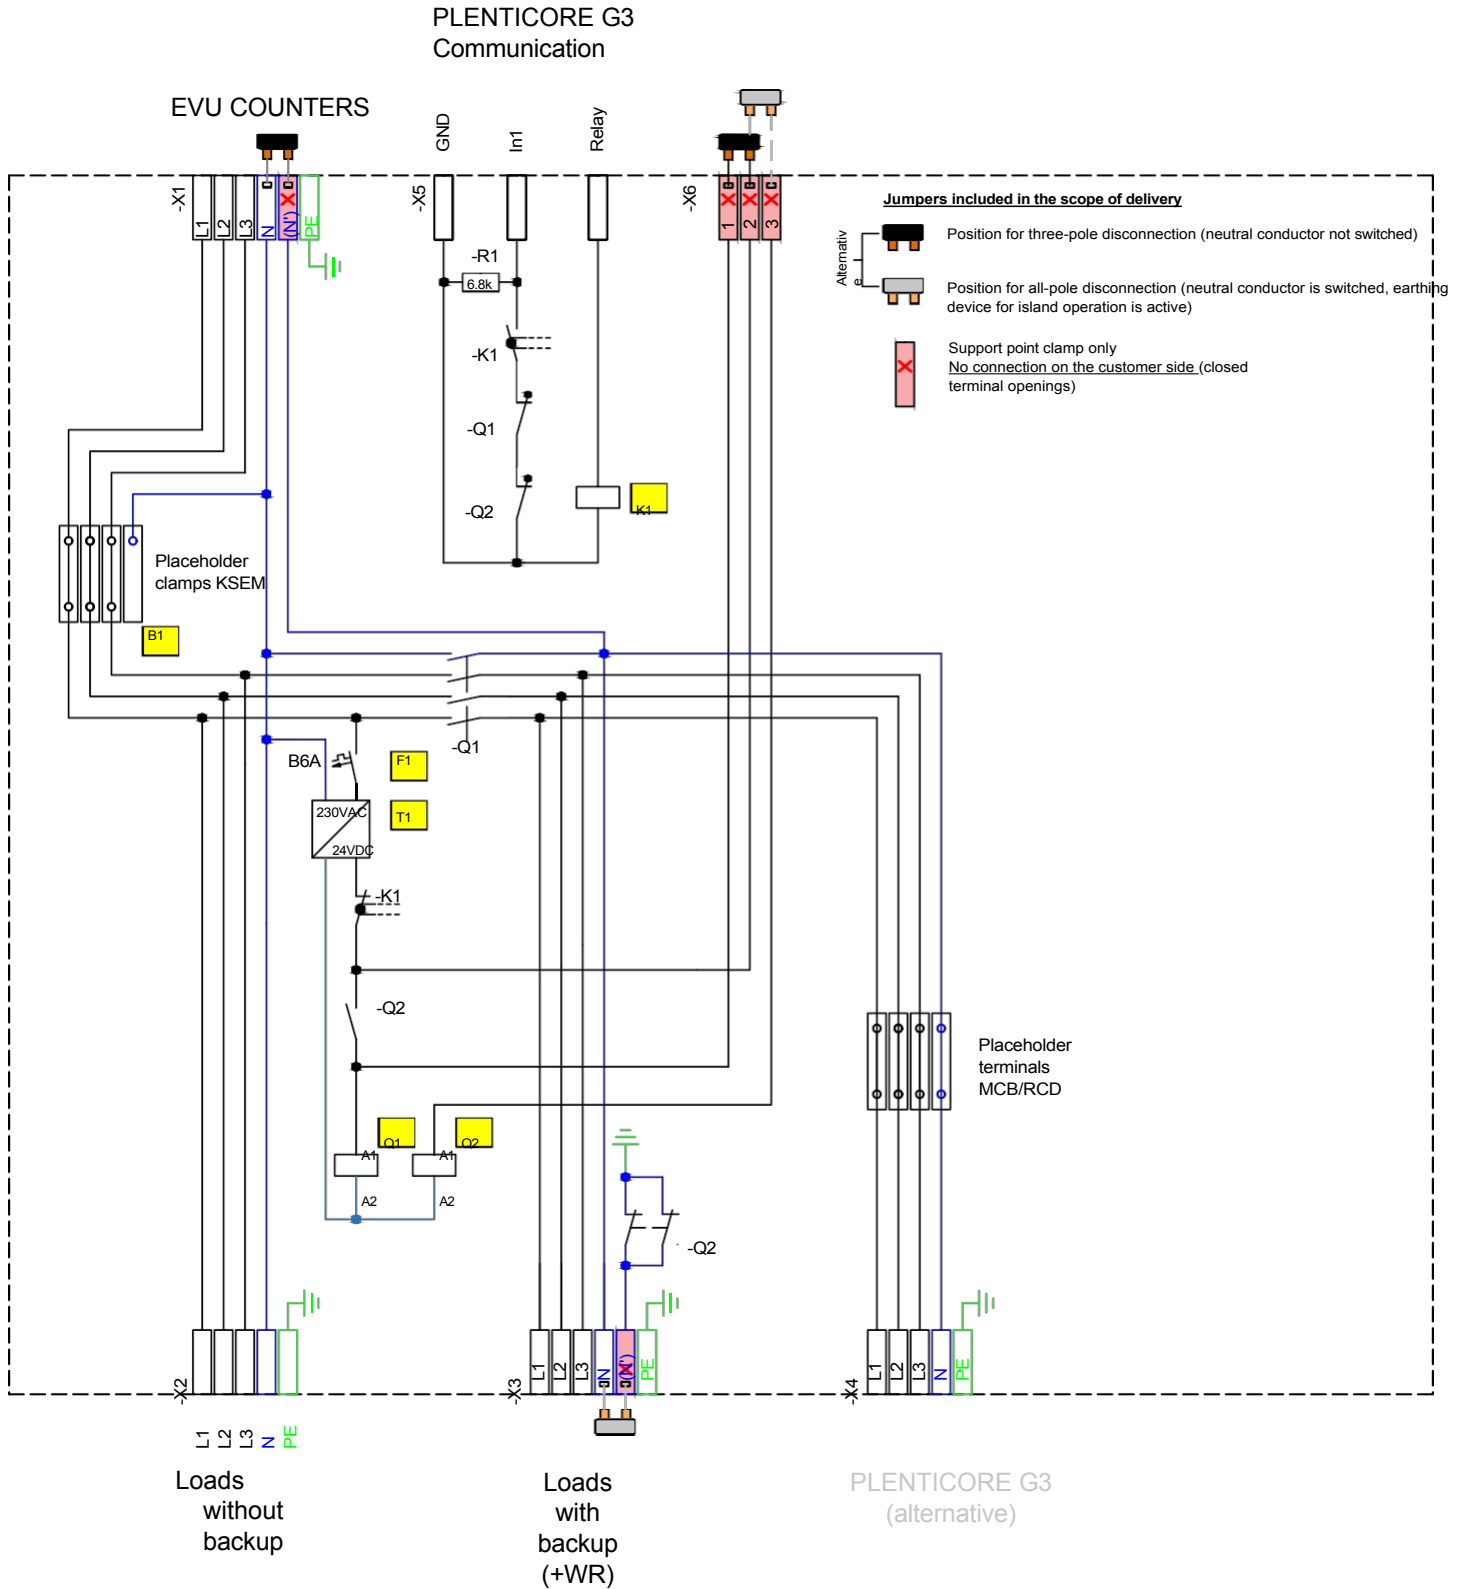 PLENTICORE G3
Communication
EVU COUNTERS
GND
In1
Relay
-X1
L1
L2
L3
N
(N')
PE
-X5
-X6
1
2
3
Jumpers included in the scope of delivery
Alternativ
e
Position for three-pole disconnection (neutral conductor not switched)
Position for all-pole disconnection (neutral conductor is switched, earthing
device for island operation is active)
Support point clamp only
No connection on the customer side (closed
terminal openings)
-R1
6.8k
-K1
-Q1
-Q2
K1
Placeholder
clamps KSEM
B1
-Q1
B6A
F1
230VAC
24VDC
T1
-K1
-Q2
Placeholder
terminals
MCB/RCD
Q1
Q2
A1
A1
A2
A2
-Q2
-X2
-X3
L1
L2
L3
N
(N')
PE
-X4
L1
L2
L3
N
PE
L1
L2
L3
N
PE
Loads
without
backup
Loads
with
backup
(+WR)
PLENTICORE G3
(alternative)